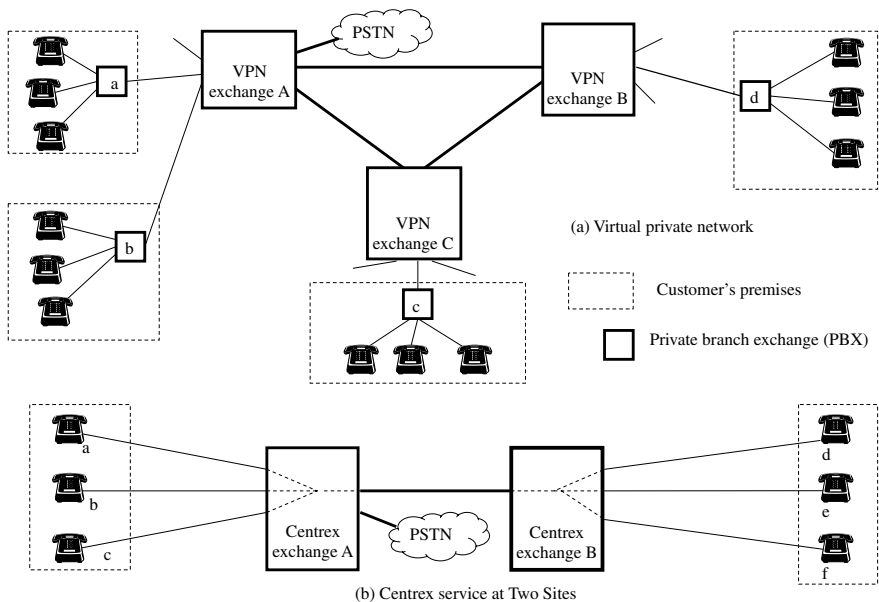 PSTN
VPN
exchange A
VPN
exchange B
a
d
b
VPN
exchange C
(a) Virtual private network
Customer's premises
c
Private branch exchange (PBX)
a
b
c
Centrex
exchange A
PSTN
Centrex
exchange B
d
e
f
(b) Centrex service at Two Sites